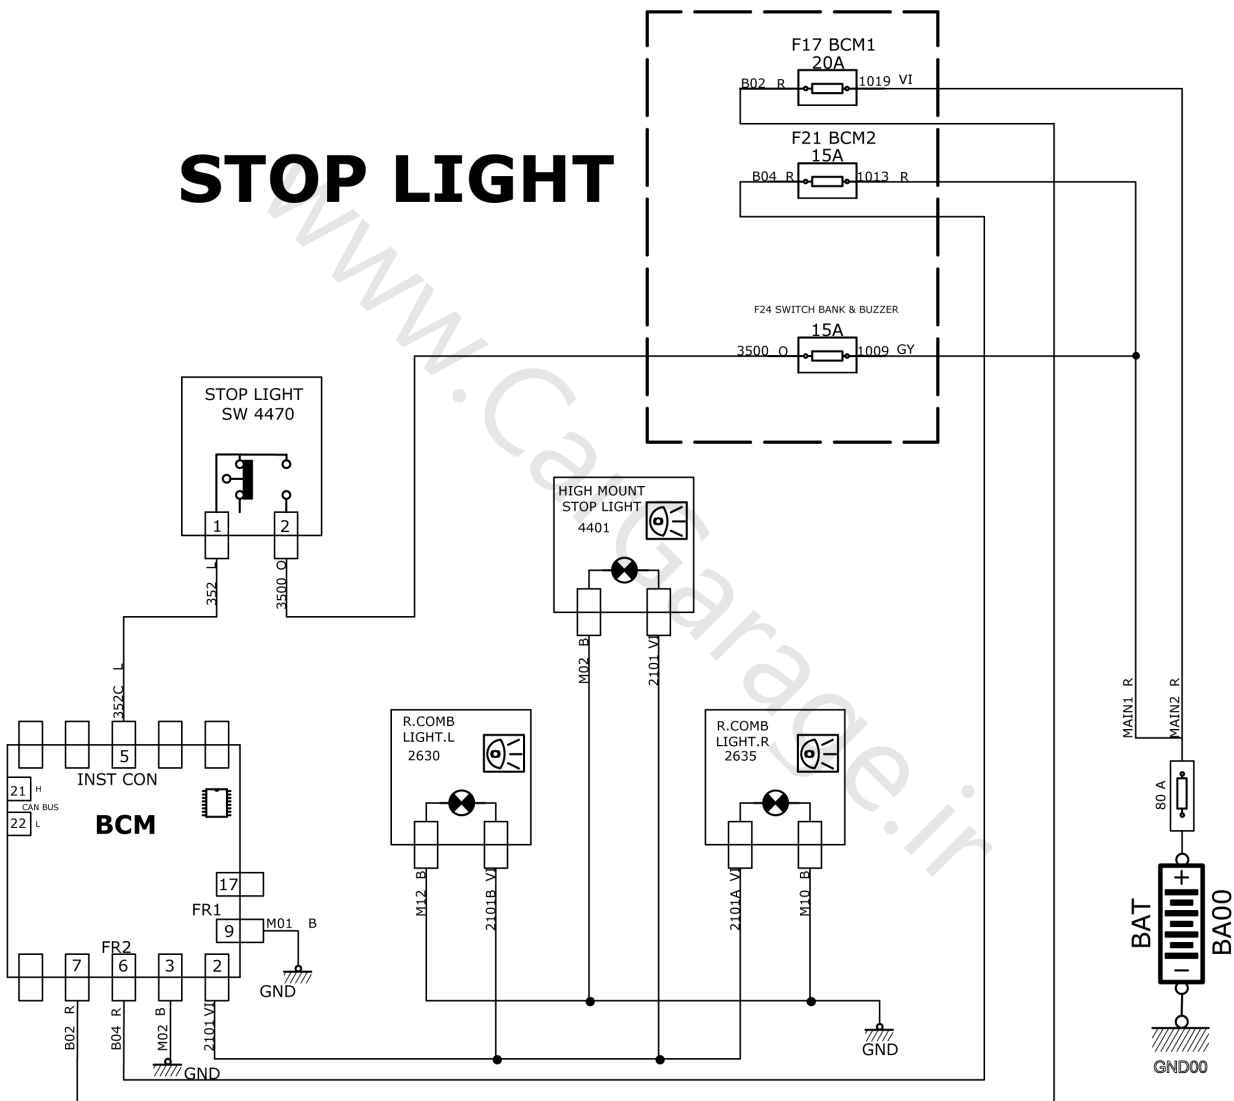 STOP LIGHT
F17 BCM1
20A
B02 R
1019 VI
F21 BCM2
15A
B04 R
1013 R
F24 SWITCH BANK & BUZZER
15A
3500 O
1009 GY
STOP LIGHT
SW 4470
1
2
352 L
3500 O
HIGH MOUNT
STOP LIGHT
4401
M02 B
2101 VI
352C L
R.COMB
LIGHT.L
2630
M12 B
2101B VI
R.COMB
LIGHT.R
2635
2101A VI
M10 B
MAIN1 R
MAIN2 R
80 A
BAT
+
−
BA00
GND00
5
INST CON
21 H
CAN BUS
22 L
BCM
17
FR1
9
M01 B
GND
FR2
7
6
3
2
B02 R
B04 R
M02 B
2101 VI
GND
GND
www.CarGarage.ir